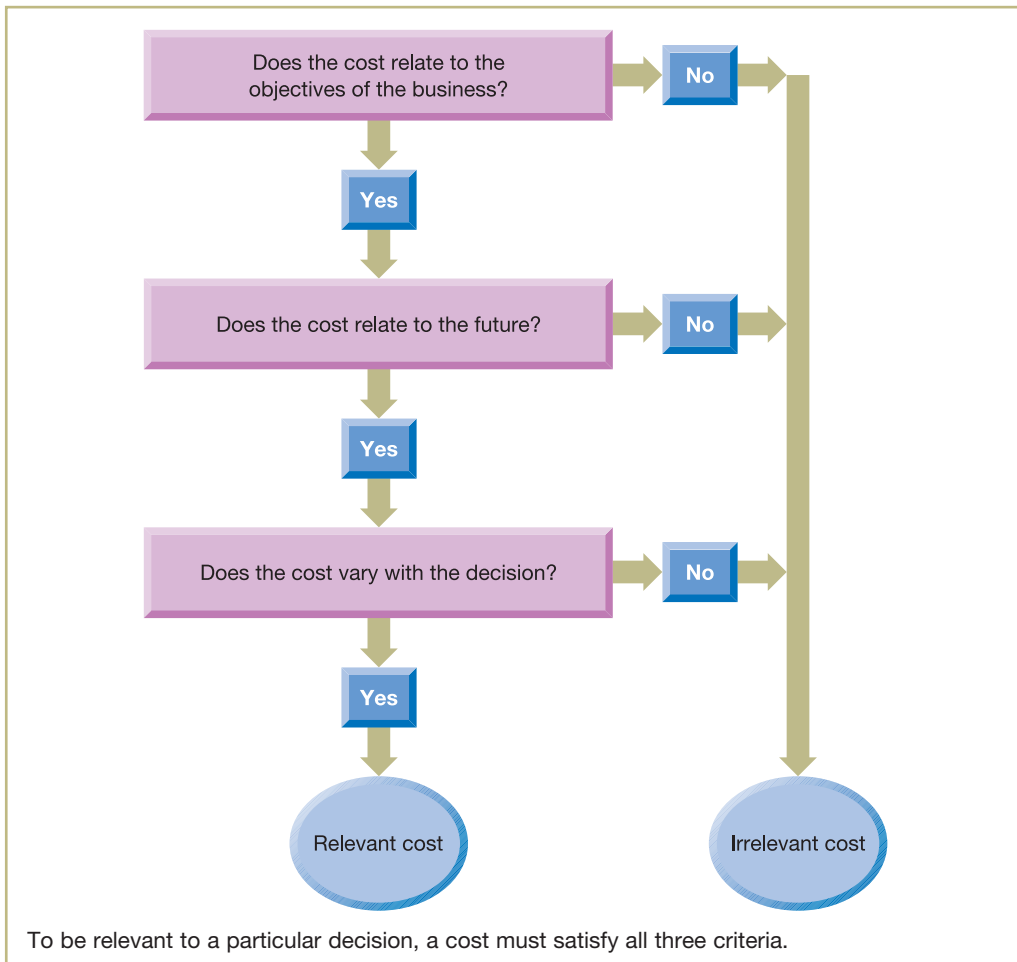 Does the cost relate to the
objectives of the business?
No
Yes
Does the cost relate to the future?
No
Yes
Does the cost vary with the decision?
No
Yes
Relevant cost
Irrelevant cost
To be relevant to a particular decision, a cost must satisfy all three criteria.